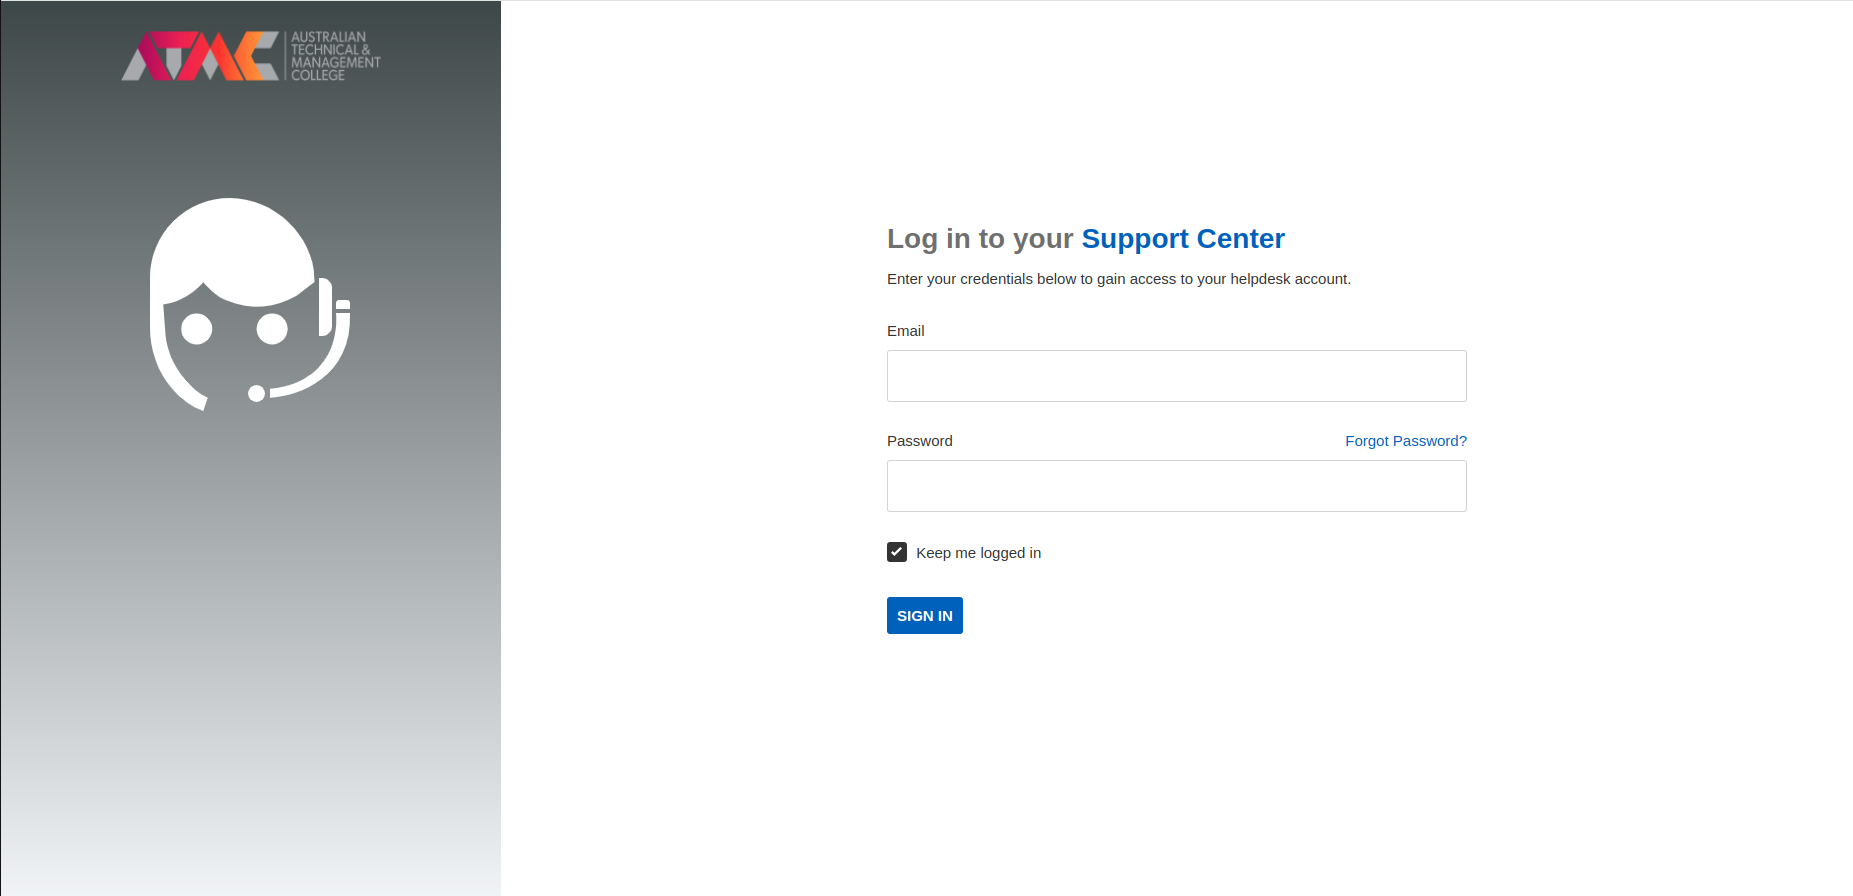 ATMC
AUSTRALIAN
TECHNICAL &
MANAGEMENT
COLLEGE
Log in to your Support Center
Enter your credentials below to gain access to your helpdesk account.
Email
Password
Forgot Password?
Keep me logged in
SIGN IN